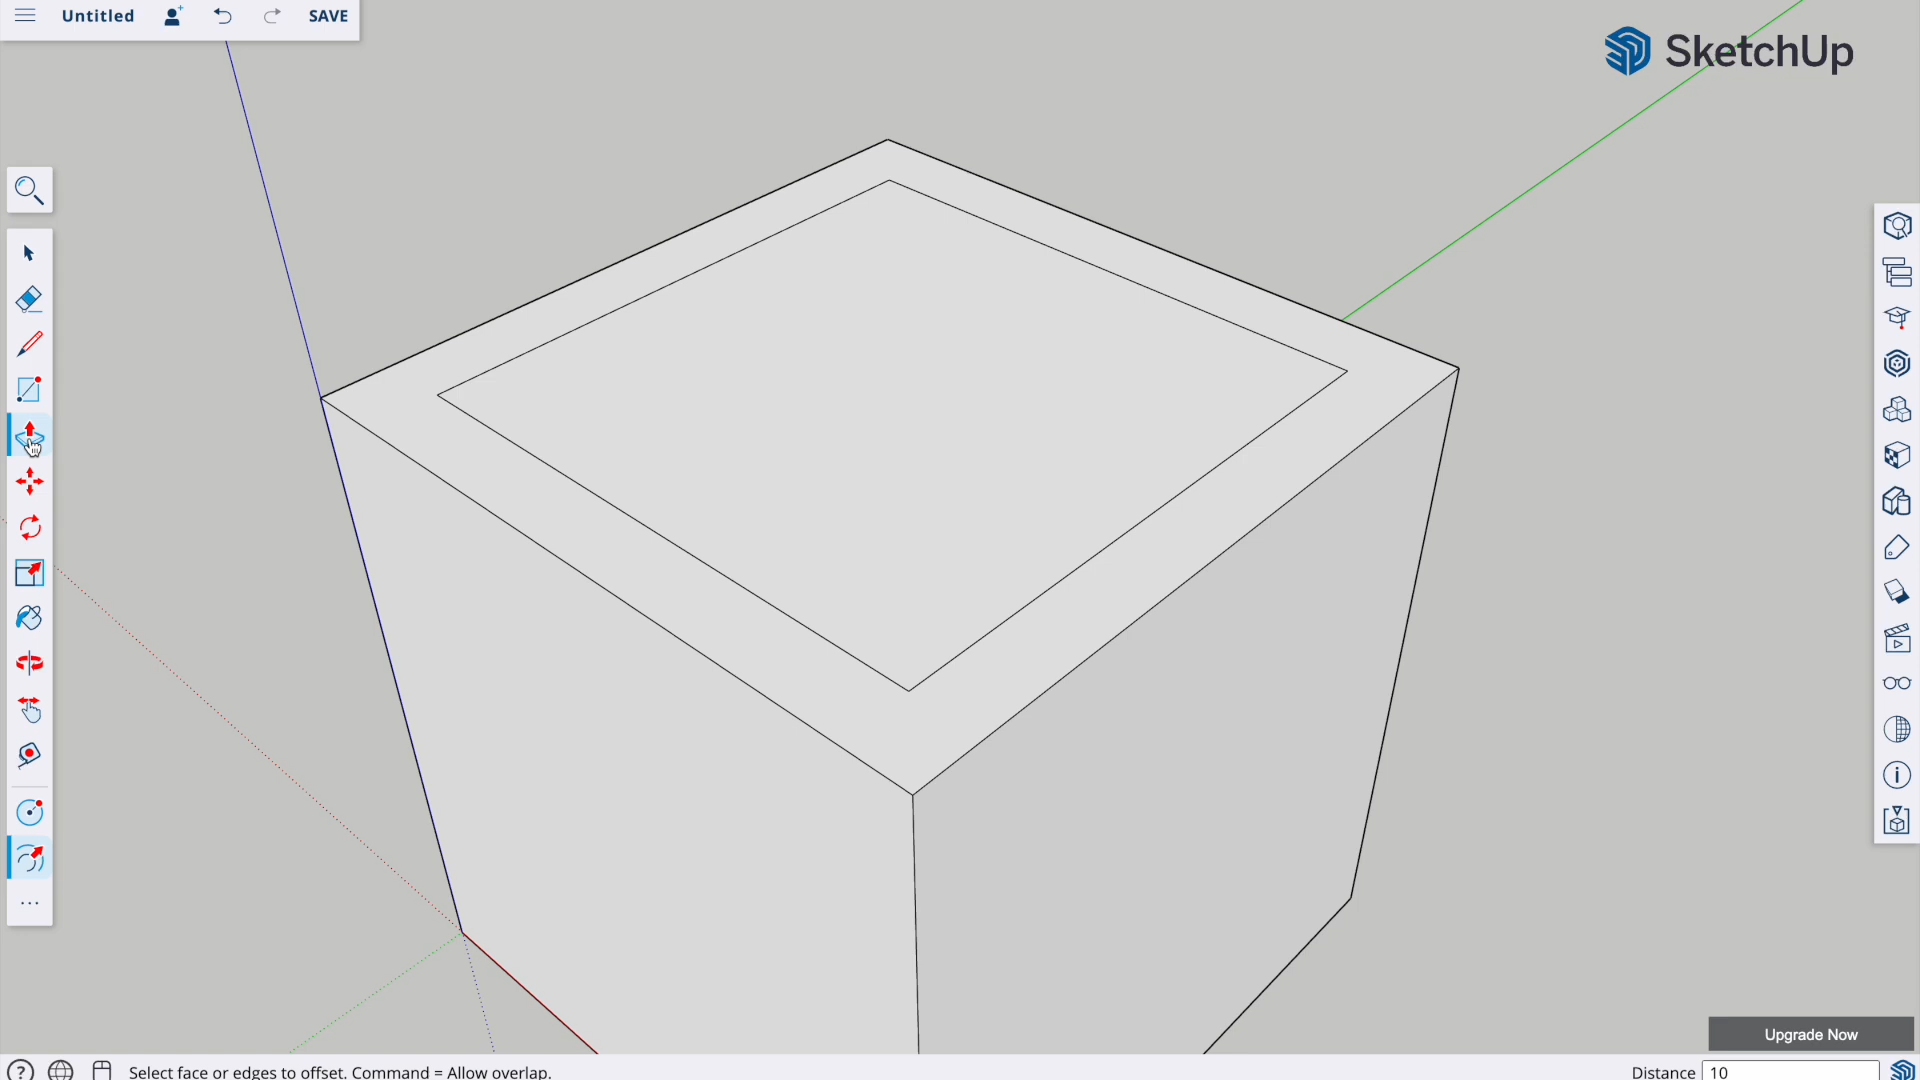 Untitled
SAVE
SketchUp
Upgrade Now
Select face or edges to offset. Command = Allow overlap.
Distance 10